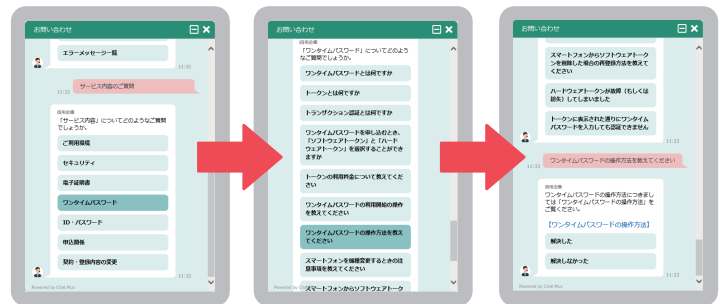 お問い合わせ
エラーメッセージ一覧
11:31
サービス内容のご質問
11:32
信用金庫
「サービス内容」についてどのようなご質問
でしょうか。
ご利用環境
セキュリティ
電子証明書
ワンタイムパスワード
ID・パスワード
申込関係
契約・登録内容の変更
11:32
Powered by Chat Plus
お問い合わせ
信用金庫
「ワンタイムパスワード」についてどのよう
なご質問でしょうか。
ワンタイムパスワードとは何ですか
トークンとは何ですか
トランザクション認証とは何ですか
ワンタイムパスワードを申し込むとき、
「ソフトウェアトークン」と「ハード
ウェアトークン」を選択することができ
ますか
トークンの利用料金について教えてくだ
さい
ワンタイムパスワードの利用開始の操作
を教えてください
ワンタイムパスワードの操作方法を教え
てください
スマートフォンを機種変更するときの注
意事項を教えてください
スマートフォンからソフトウェアトーク
Powered by Ch
お問い合わせ
スマートフォンからソフトウェアトーク
ンを削除した場合の再登録方法を教えて
ください
ハードウェアトークンが故障（もしくは
紛失）してしまいました
トークンに表示された通りにワンタイム
パスワードを入力しても認証できません
11:32
ワンタイムパスワードの操作方法を教えてください
11:33
信用金庫
ワンタイムパスワードの操作方法につきまし
ては「ワンタイムパスワードの操作方法」を
ご覧ください。
【ワンタイムパスワードの操作方法】
解決した
解決しなかった
11:33
Powered by Chat Plus